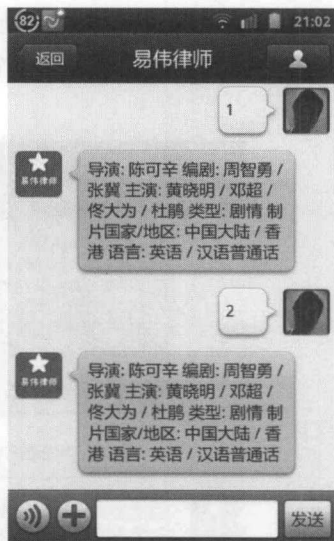 82 21:02
返回 易伟律师
1
易伟律师
导演: 陈可辛 编剧: 周智勇 /
张冀 主演: 黄晓明 / 邓超 /
佟大为 / 杜鹃 类型: 剧情 制
片国家/地区: 中国大陆 / 香
港 语言: 英语 / 汉语普通话
2
易伟律师
导演: 陈可辛 编剧: 周智勇 /
张冀 主演: 黄晓明 / 邓超 /
佟大为 / 杜鹃 类型: 剧情 制
片国家/地区: 中国大陆 / 香
港 语言: 英语 / 汉语普通话
发送